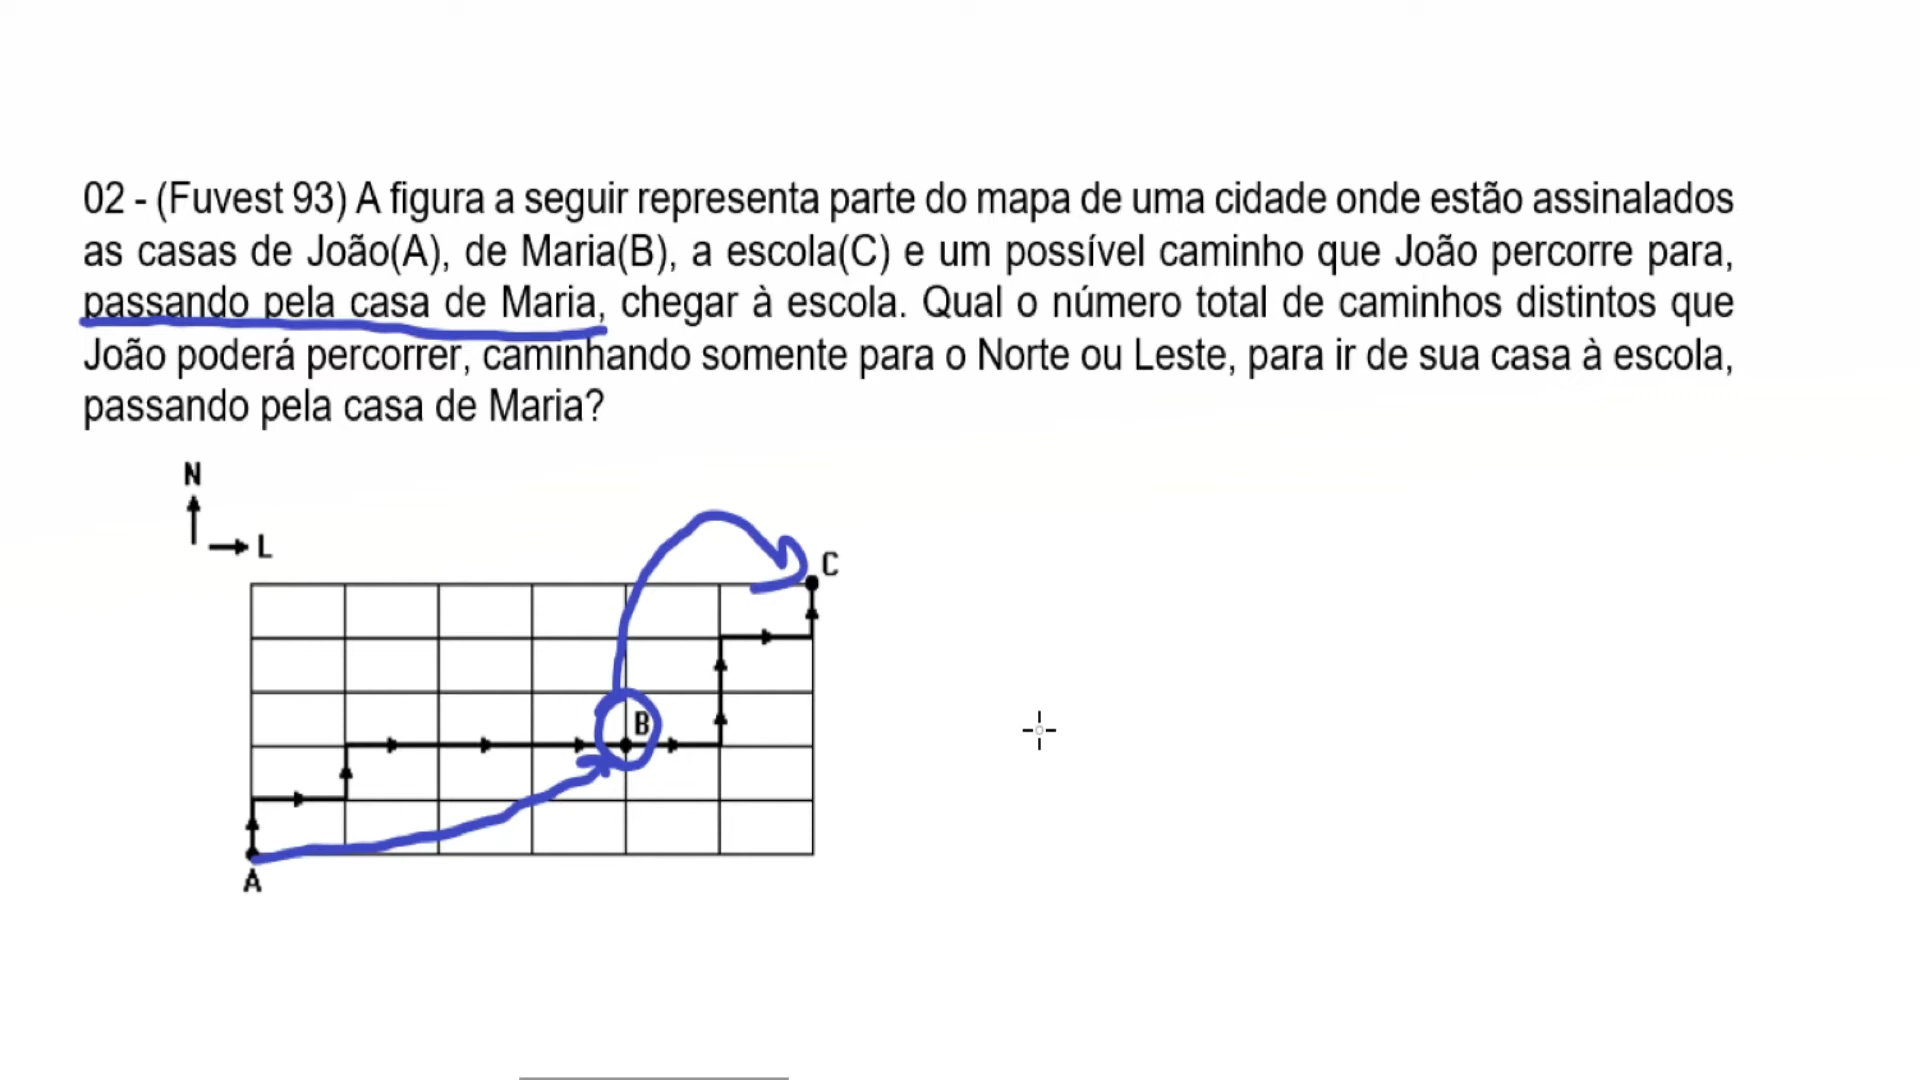 02 - (Fuvest 93) A figura a seguir representa parte do mapa de uma cidade onde estão assinalados
as casas de João(A), de Maria(B), a escola(C) e um possível caminho que João percorre para,
passando pela casa de Maria, chegar à escola. Qual o número total de caminhos distintos que
João poderá percorrer, caminhando somente para o Norte ou Leste, para ir de sua casa à escola,
passando pela casa de Maria?
N
L
C
B
A